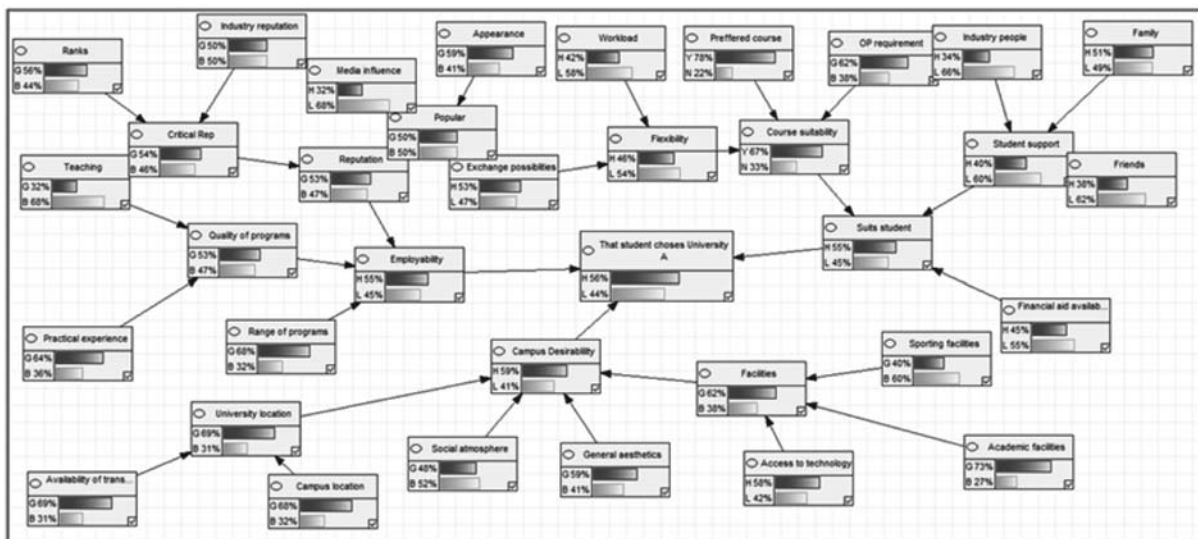 Ranks
G 56%
B 44%
Industry reputation
G 50%
B 50%
Media influence
H 32%
L 68%
Appearance
G 59%
B 41%
Popular
G 50%
B 50%
Workload
H 42%
L 58%
Preffered course
Y 78%
N 22%
OP requirement
G 62%
B 38%
Industry people
H 34%
L 66%
Family
H 51%
L 49%
Critical Rep
G 54%
B 46%
Teaching
G 32%
B 68%
Reputation
G 53%
B 47%
Exchange possibilties
H 53%
L 47%
Flexibility
H 46%
L 54%
Course suitability
Y 67%
N 33%
Student support
H 40%
L 60%
Friends
H 38%
L 62%
Quality of programs
G 53%
B 47%
Employability
H 55%
L 45%
That student choses University
A
H 56%
L 44%
Suits student
H 55%
L 45%
Practical experience
G 64%
B 36%
Range of programs
G 68%
B 32%
Campus Desirability
H 59%
L 41%
Facilities
G 62%
B 38%
Sporting facilities
G 40%
B 60%
Financial aid availab...
H 45%
L 55%
University location
G 69%
B 31%
Availability of trans...
G 69%
B 31%
Campus location
G 68%
B 32%
Social atmosphere
G 48%
B 52%
General aesthetics
G 59%
B 41%
Access to technology
H 58%
L 42%
Academic facilities
G 73%
B 27%